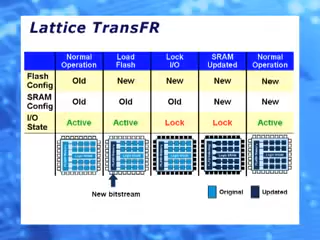 Lattice TransFR
Normal Operation Load Flash Lock I/O SRAM Updated Normal Operation
Flash Config Old New New New New
SRAM Config Old Old Old New New
I/O State Active Active Lock Lock Active
New bitstream
Original Updated